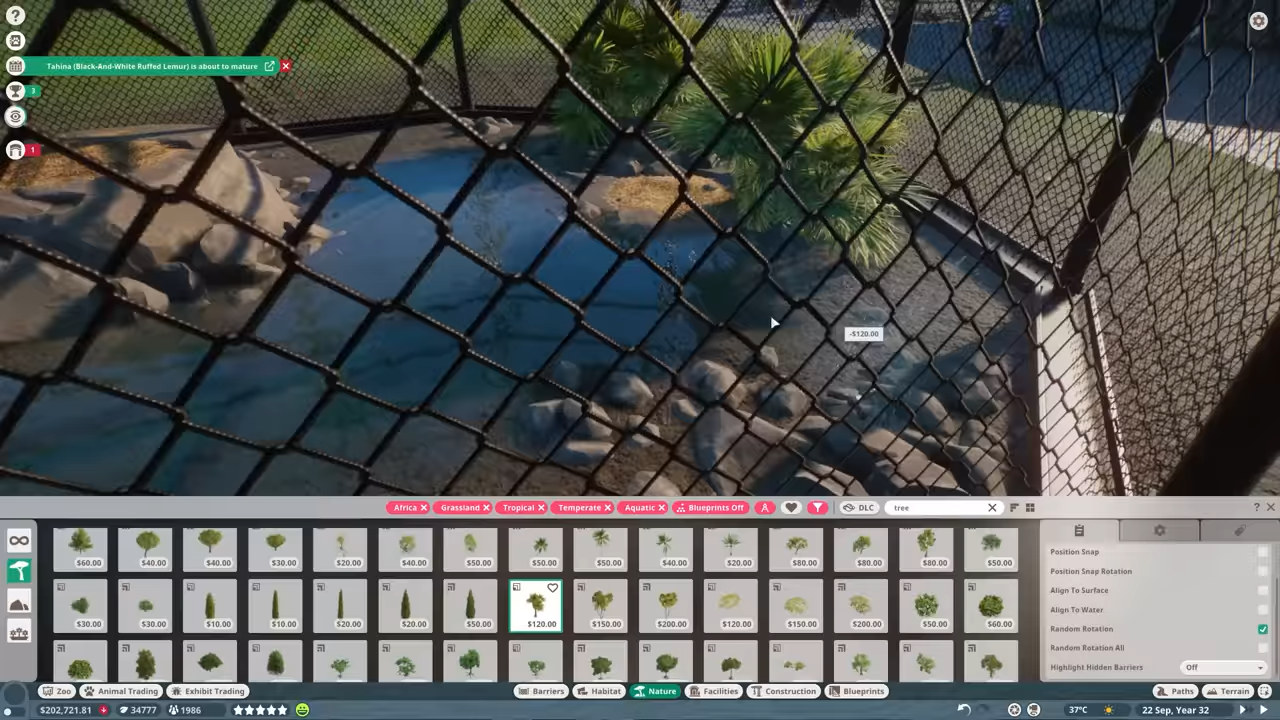 ?
Tahina (Black-And-White Ruffed Lemur) is about to mature
3
1
-$120.00
Africa Grassland Tropical Temperate Aquatic Blueprints Off DLC tree ?
$60.00 $40.00 $40.00 $30.00 $20.00 $40.00 $50.00 $50.00 $50.00 $40.00 $20.00 $80.00 $80.00 $80.00 $50.00
$30.00 $30.00 $10.00 $10.00 $20.00 $20.00 $50.00 $120.00 $150.00 $200.00 $120.00 $150.00 $200.00 $50.00 $60.00
Position Snap
Position Snap Rotation
Align To Surface
Align To Water
Random Rotation
Random Rotation All
Highlight Hidden Barriers Off
Zoo Animal Trading Exhibit Trading Barriers Habitat Nature Facilities Construction Blueprints Paths Terrain
$202,721.81 34777 1986 37°C 22 Sep, Year 32